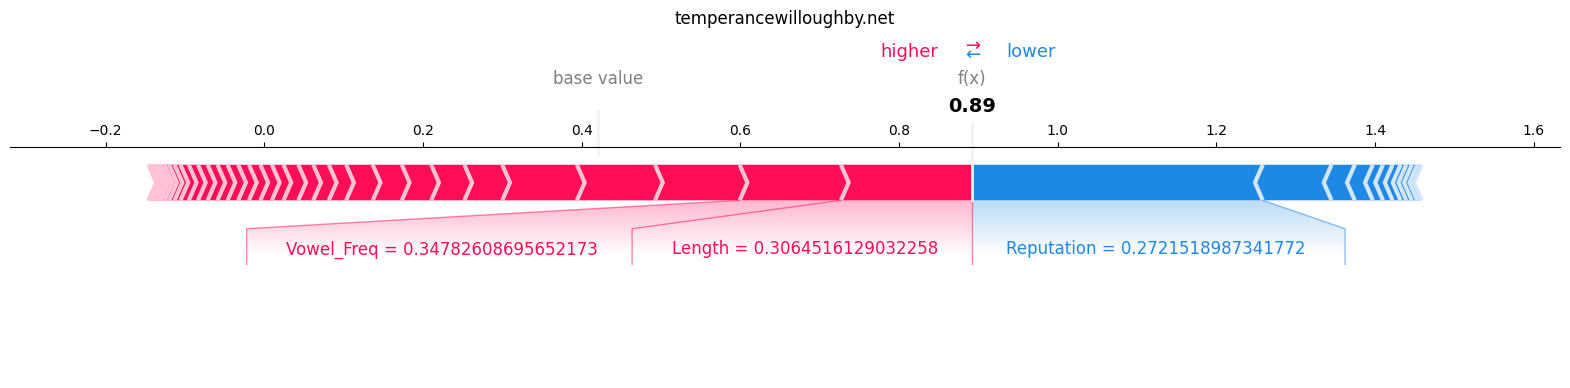 temperancewilloughby.net
higher → ← lower
base value f(x)
0.89
−0.2 0.0 0.2 0.4 0.6 0.8 1.0 1.2 1.4 1.6
Vowel_Freq = 0.34782608695652173 Length = 0.3064516129032258 Reputation = 0.2721518987341772